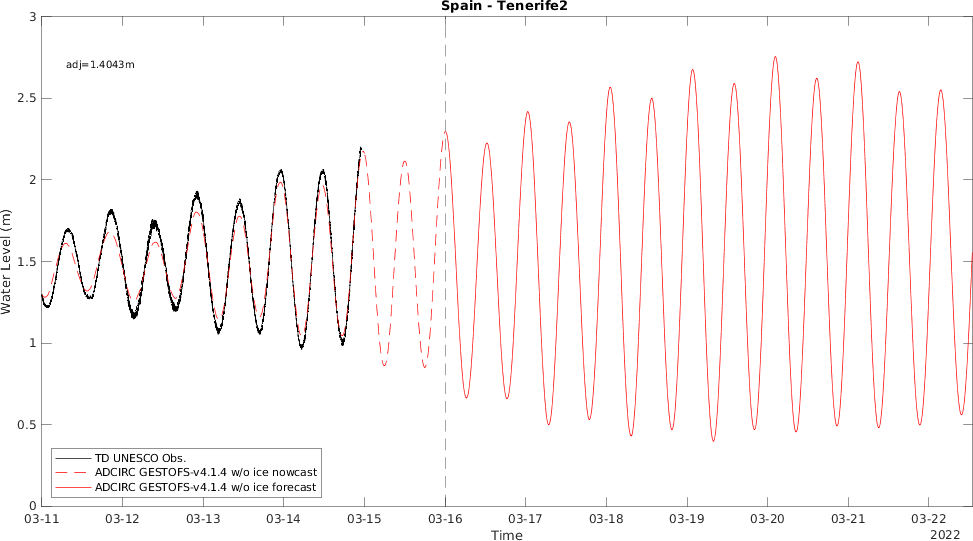 Spain - Tenerife2
adj=1.4043m
Water Level (m)
3
2.5
2
1.5
1
0.5
0
TD UNESCO Obs.
ADCIRC GESTOFS-v4.1.4 w/o ice nowcast
ADCIRC GESTOFS-v4.1.4 w/o ice forecast
03-11 03-12 03-13 03-14 03-15 03-16 03-17 03-18 03-19 03-20 03-21 03-22
2022
Time